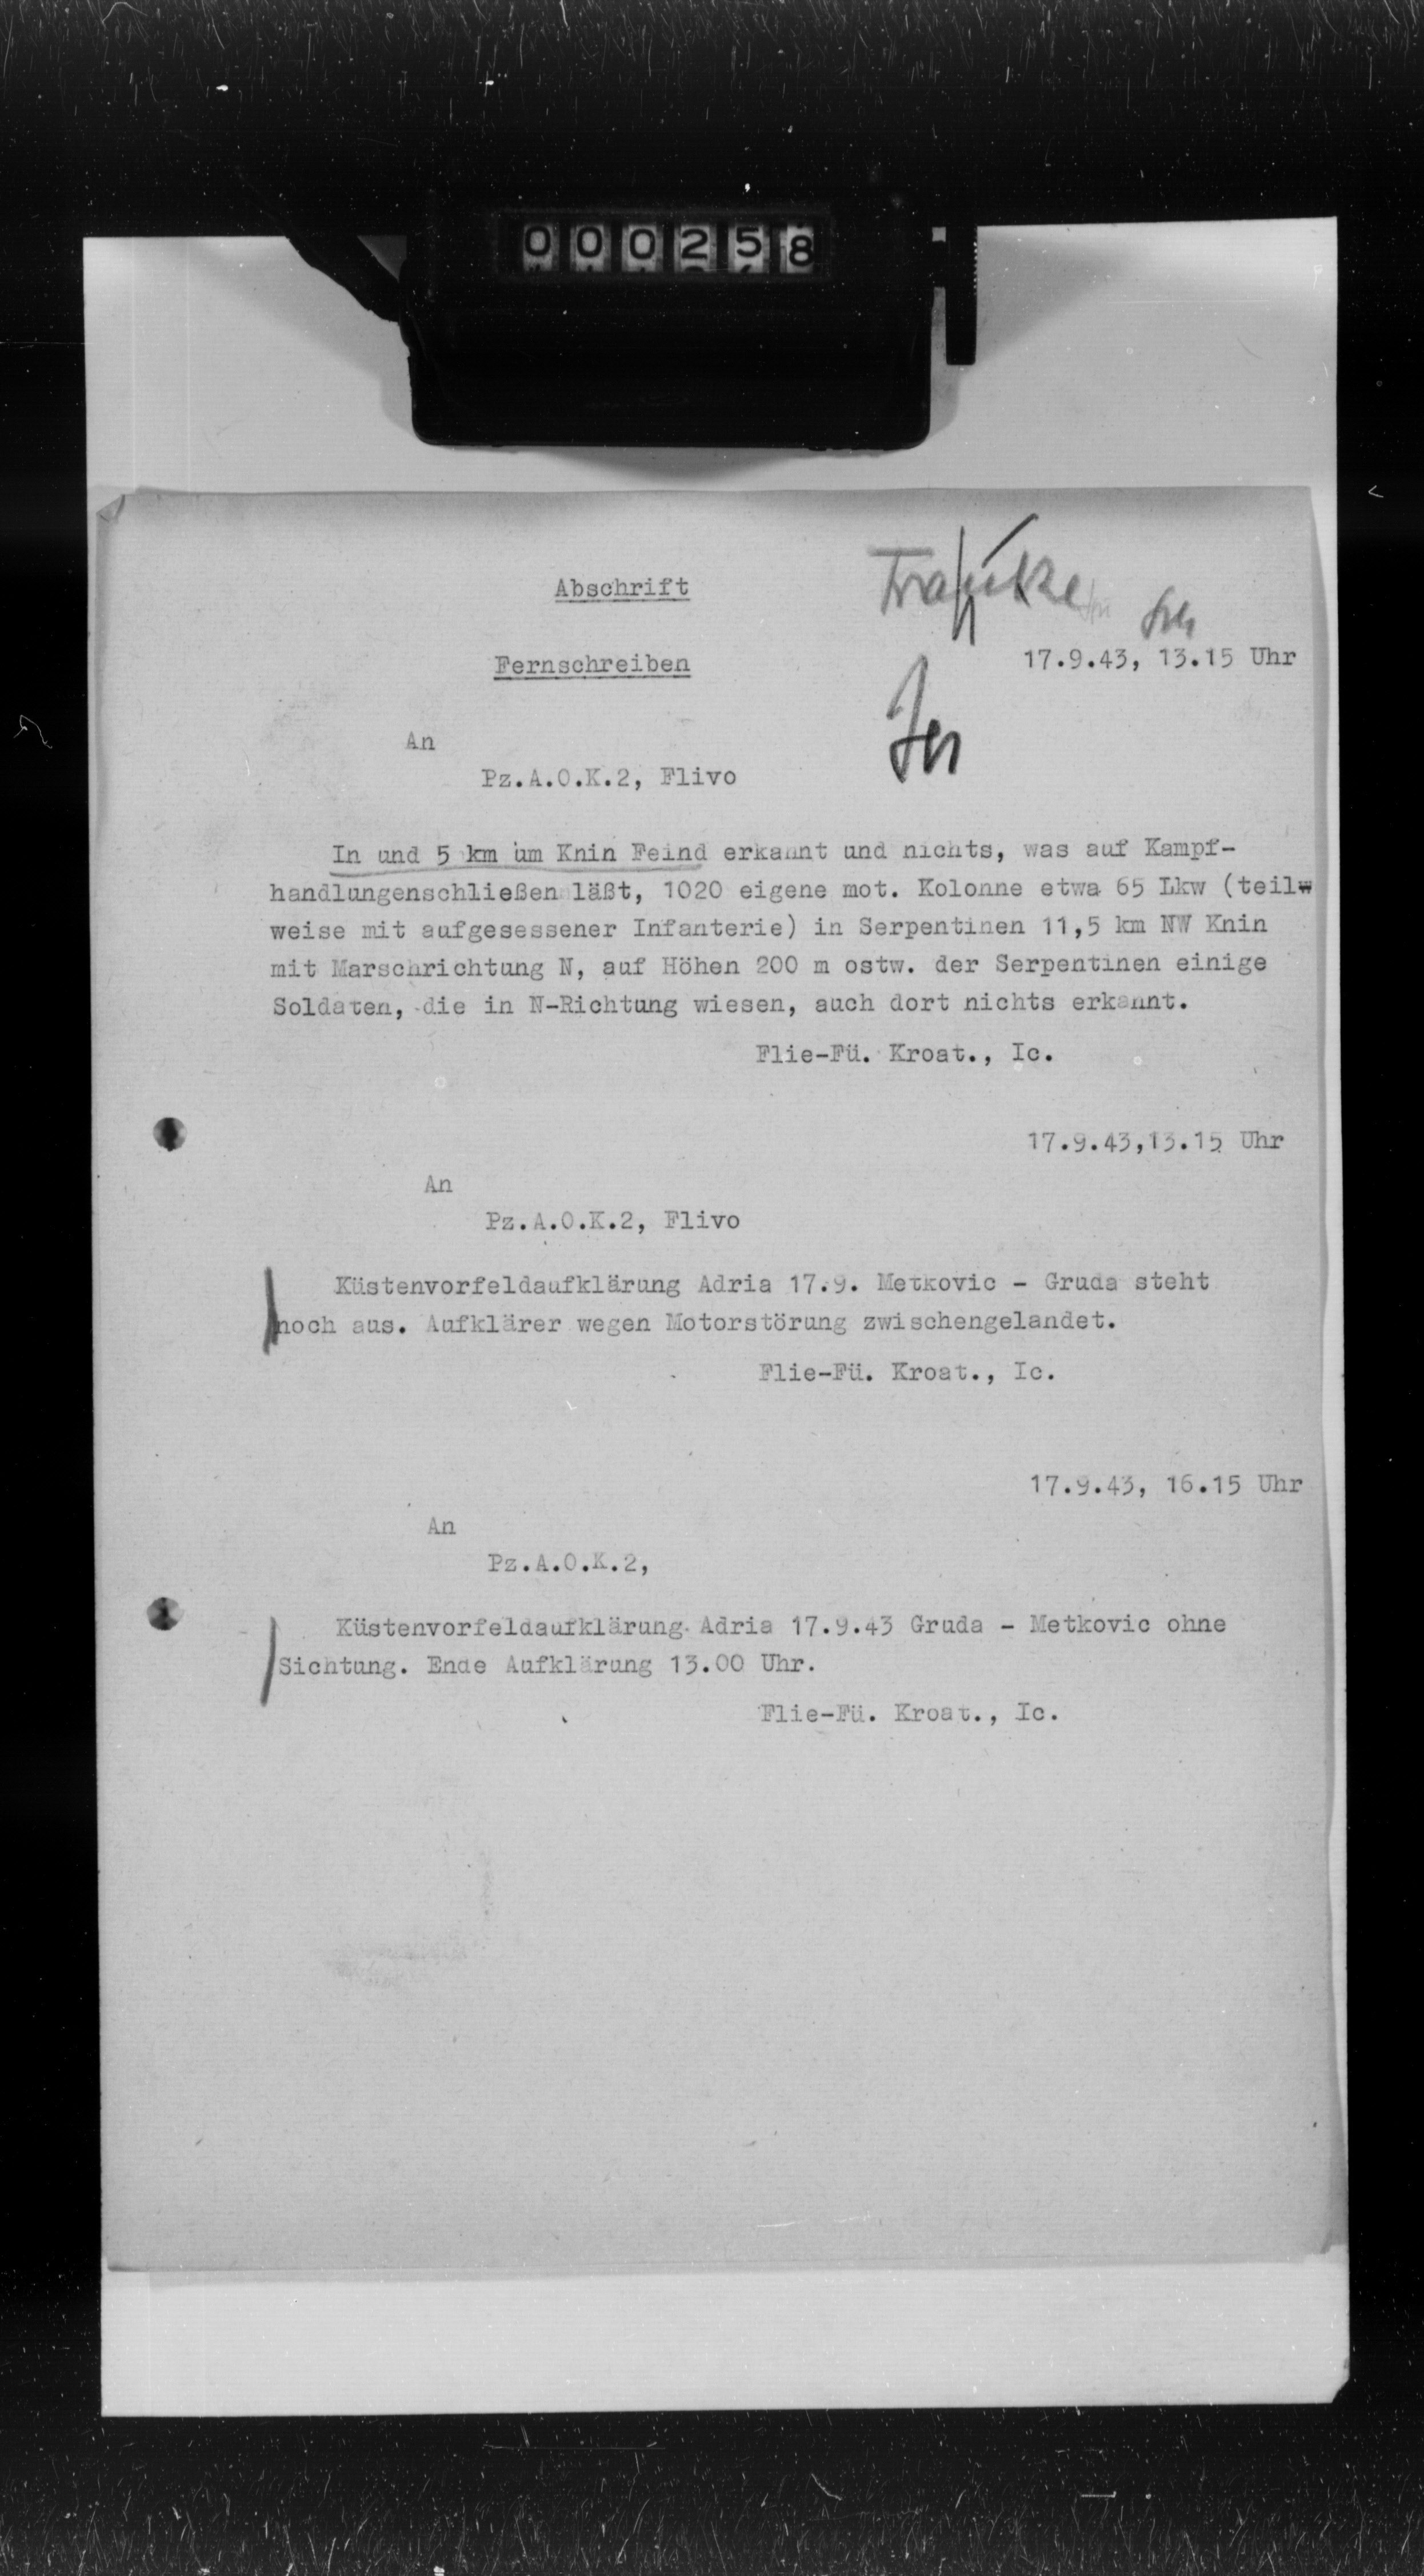 000258
Abschrift
Fernschreiben
17.9.43, 13.15 Uhr
An
Pz.A.O.K.2, Flivo
In und 5 km um Knin Feind erkannt und nichts, was auf Kampf-
handlungenschließen läßt, 1020 eigene mot. Kolonne etwa 65 Lkw (teilw
weise mit aufgesessener Infanterie) in Serpentinen 11,5 km NW Knin
mit Marschrichtung N, auf Höhen 200 m ostw. der Serpentinen einige
Soldaten, die in N-Richtung wiesen, auch dort nichts erkannt.
Flie-Fü. Kroat., Ic.
17.9.43,13.15 Uhr
An
Pz.A.O.K.2, Flivo
Küstenvorfeldaufklärung Adria 17.9. Metkovic - Gruda steht
noch aus. Aufklärer wegen Motorstörung zwischengelandet.
Flie-Fü. Kroat., Ic.
17.9.43, 16.15 Uhr
An
Pz.A.O.K.2,
Küstenvorfeldaufklärung Adria 17.9.43 Gruda - Metkovic ohne
Sichtung. Ende Aufklärung 13.00 Uhr.
Flie-Fü. Kroat., Ic.